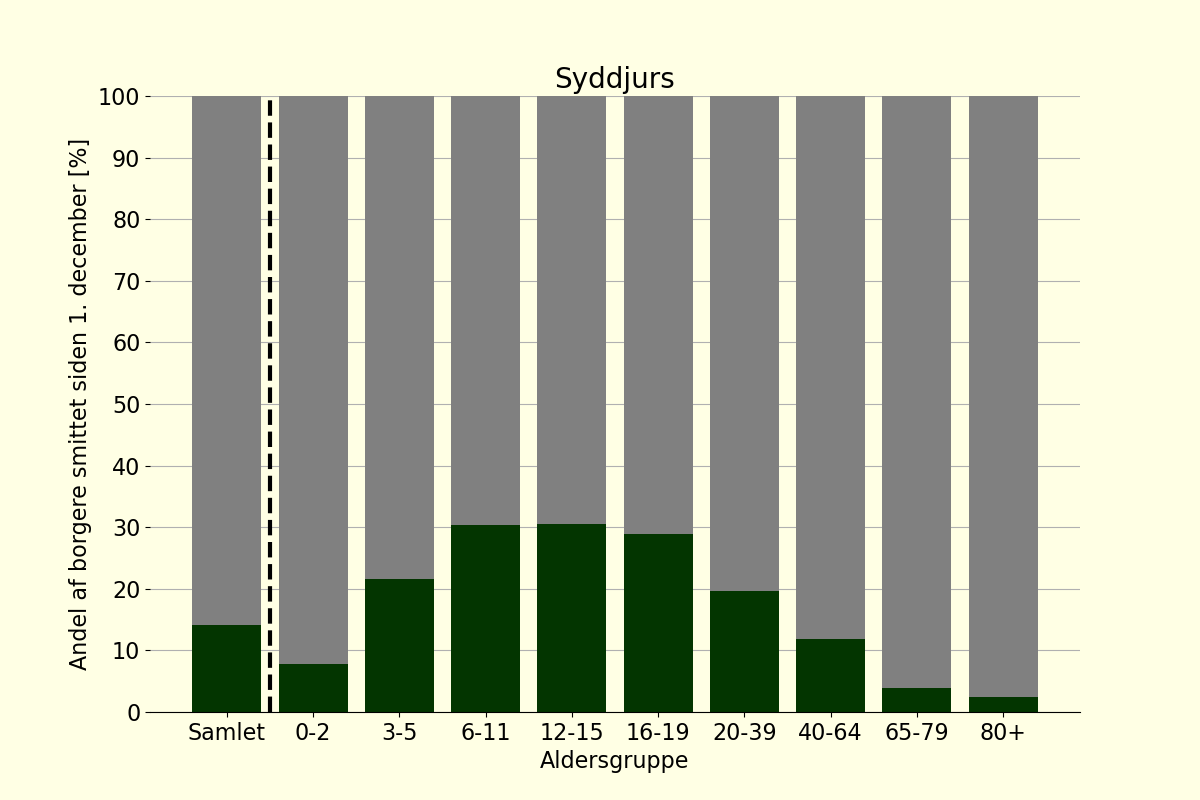 Syddjurs
Andel af borgere smittet siden 1. december [%]
100
90
80
70
60
50
40
30
20
10
0
Samlet 0-2 3-5 6-11 12-15 16-19 20-39 40-64 65-79 80+
Aldersgruppe